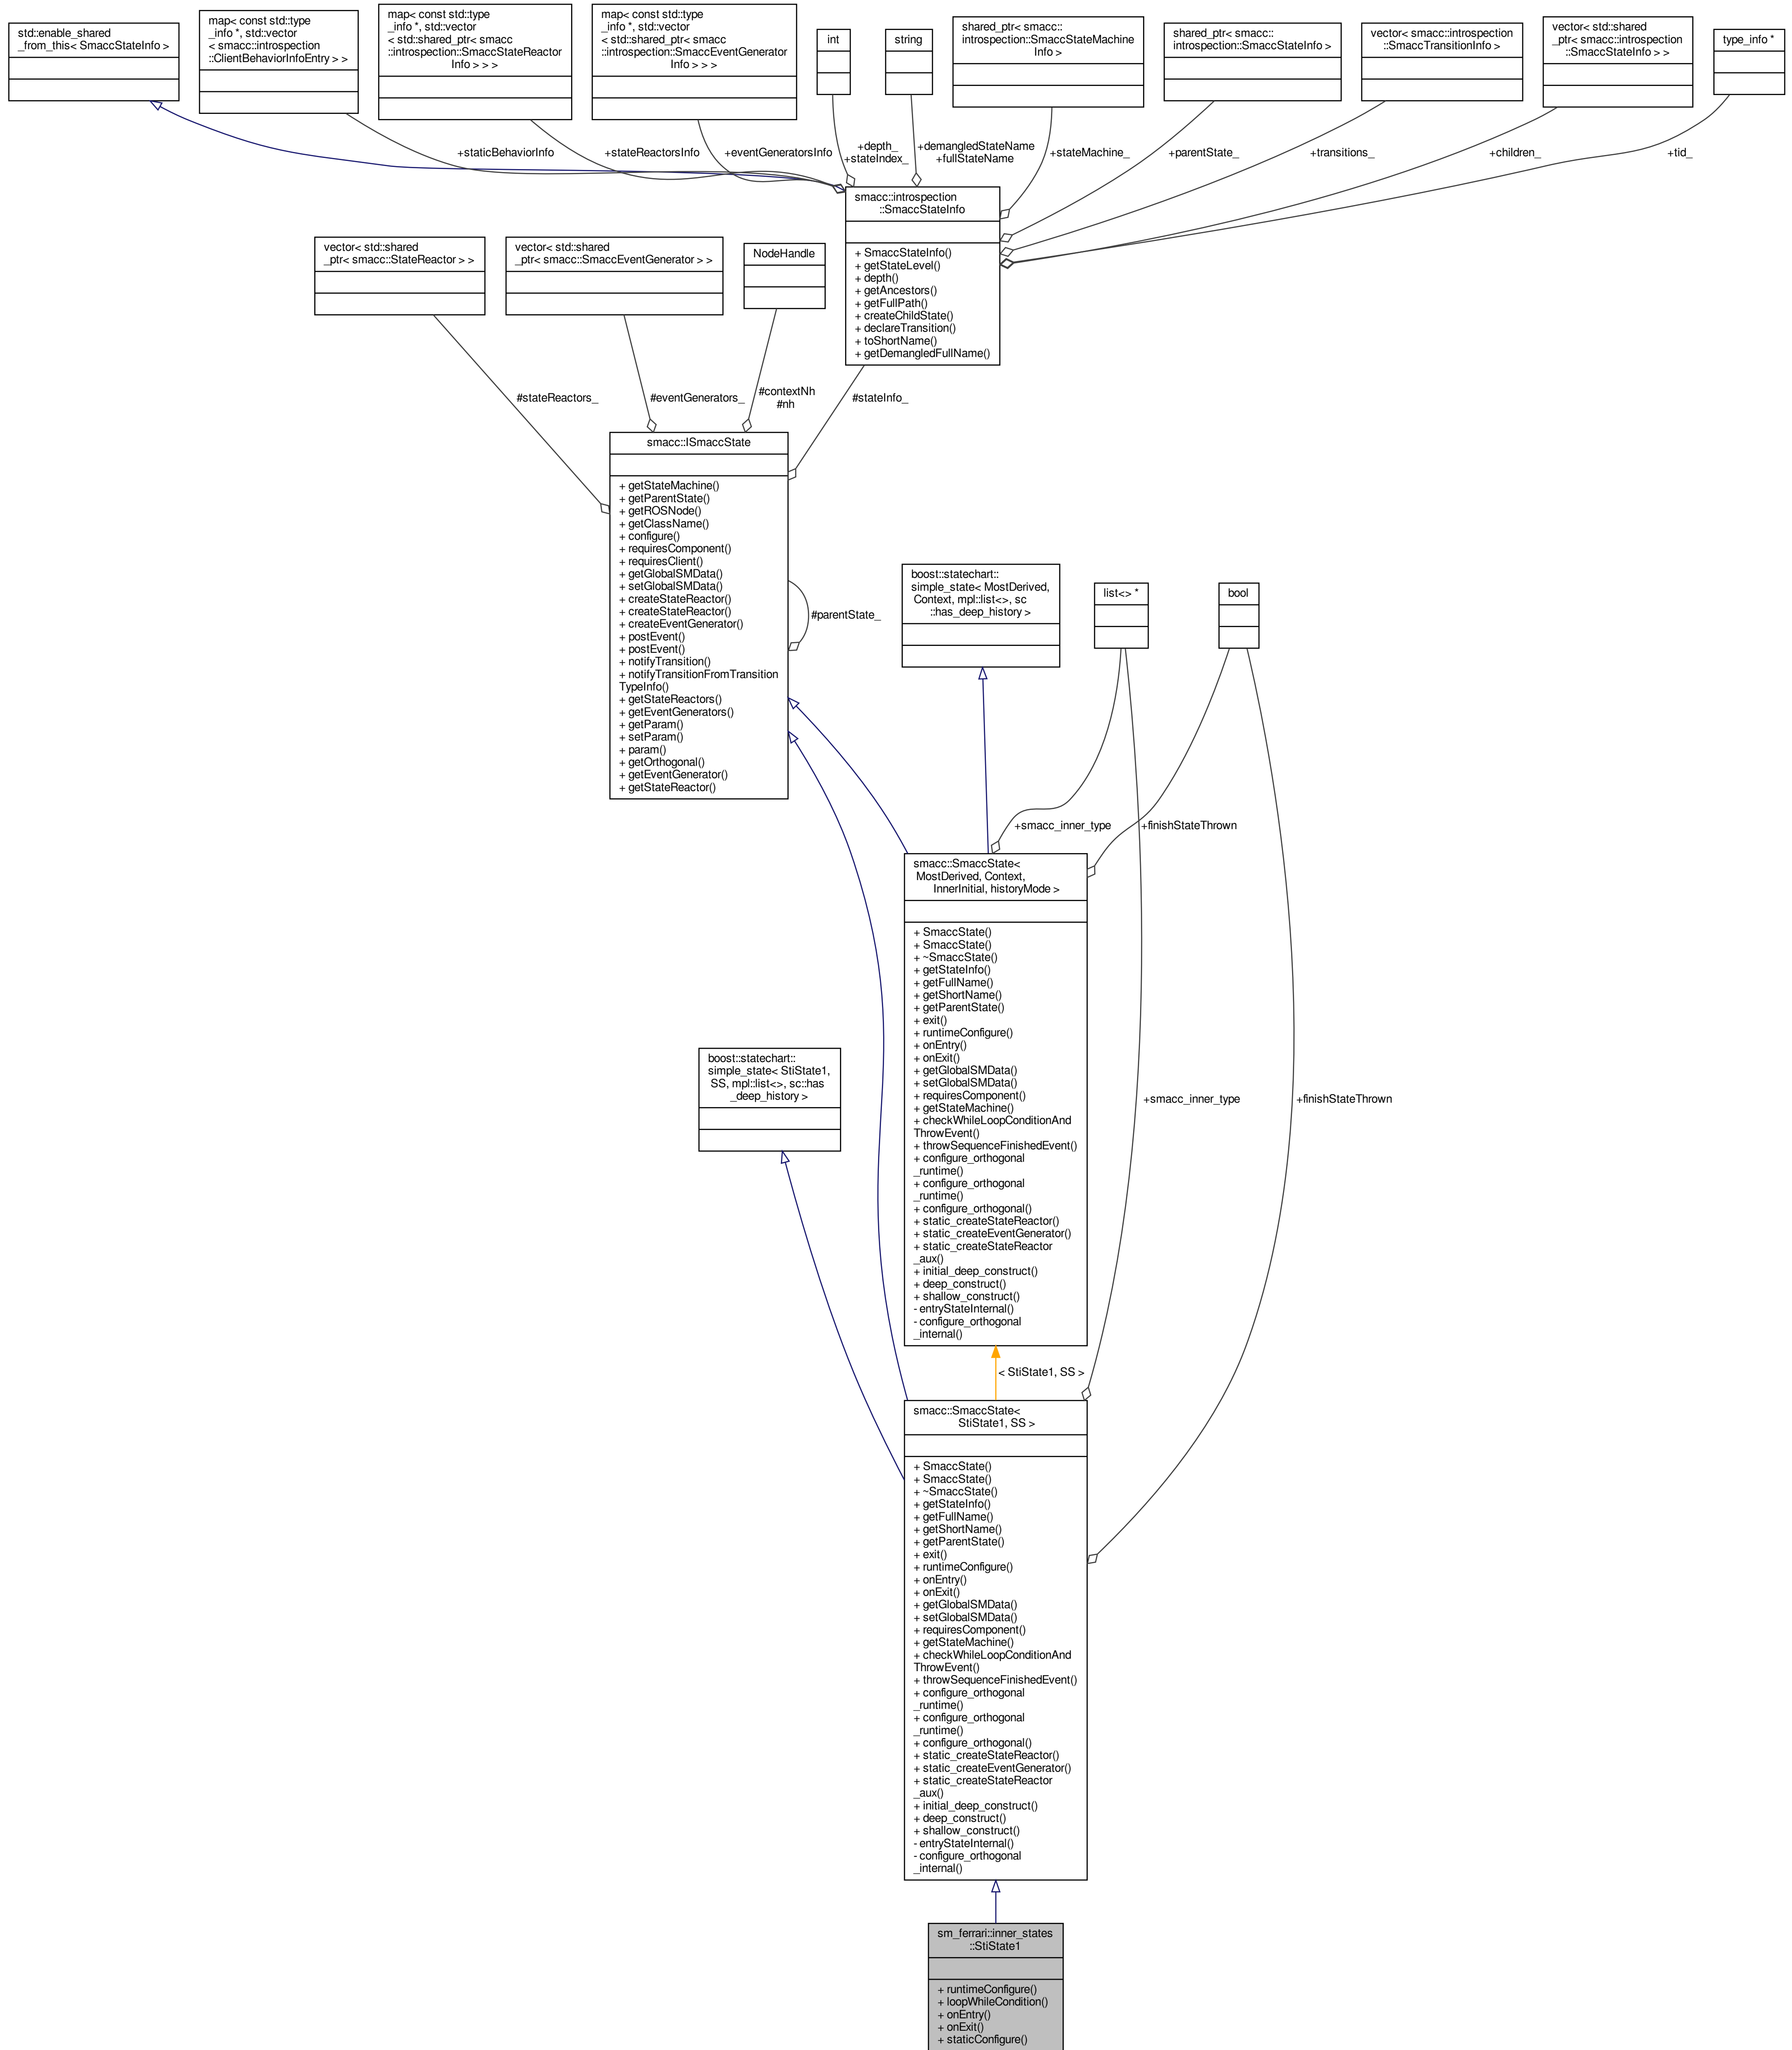 std::enable_shared
_from_this< SmaccStateInfo >
map< const std::type
_info *, std::vector
< smacc::introspection
::ClientBehaviorInfoEntry > >
map< const std::type
_info *, std::vector
< std::shared_ptr< smacc
::introspection::SmaccStateReactor
Info > > >
map< const std::type
_info *, std::vector
< std::shared_ptr< smacc
::introspection::SmaccEventGenerator
Info > > >
int
string
shared_ptr< smacc::
introspection::SmaccStateMachine
Info >
shared_ptr< smacc::
introspection::SmaccStateInfo >
vector< smacc::introspection
::SmaccTransitionInfo >
vector< std::shared
_ptr< smacc::introspection
::SmaccStateInfo > >
type_info *
+staticBehaviorInfo
+stateReactorsInfo
+eventGeneratorsInfo
+depth_
+stateIndex_
+demangledStateName
+fullStateName
+stateMachine_
+parentState_
+transitions_
+children_
+tid_
smacc::introspection
::SmaccStateInfo
+ SmaccStateInfo()
+ getStateLevel()
+ depth()
+ getAncestors()
+ getFullPath()
+ createChildState()
+ declareTransition()
+ toShortName()
+ getDemangledFullName()
vector< std::shared
_ptr< smacc::StateReactor > >
vector< std::shared
_ptr< smacc::SmaccEventGenerator > >
NodeHandle
#stateReactors_
#eventGenerators_
#contextNh
#nh
#stateInfo_
smacc::ISmaccState
+ getStateMachine()
+ getParentState()
+ getROSNode()
+ getClassName()
+ configure()
+ requiresComponent()
+ requiresClient()
+ getGlobalSMData()
+ setGlobalSMData()
+ createStateReactor()
+ createStateReactor()
+ createEventGenerator()
+ postEvent()
+ postEvent()
+ notifyTransition()
+ notifyTransitionFromTransition
TypeInfo()
+ getStateReactors()
+ getEventGenerators()
+ getParam()
+ setParam()
+ param()
+ getOrthogonal()
+ getEventGenerator()
+ getStateReactor()
#parentState_
boost::statechart::
simple_state< MostDerived,
Context, mpl::list<>, sc
::has_deep_history >
list<> *
bool
+smacc_inner_type
+finishStateThrown
smacc::SmaccState<
MostDerived, Context,
InnerInitial, historyMode >
+ SmaccState()
+ SmaccState()
+ ~SmaccState()
+ getStateInfo()
+ getFullName()
+ getShortName()
+ getParentState()
+ exit()
+ runtimeConfigure()
+ onEntry()
+ onExit()
+ getGlobalSMData()
+ setGlobalSMData()
+ requiresComponent()
+ getStateMachine()
+ checkWhileLoopConditionAnd
ThrowEvent()
+ throwSequenceFinishedEvent()
+ configure_orthogonal
_runtime()
+ configure_orthogonal
_runtime()
+ configure_orthogonal()
+ static_createStateReactor()
+ static_createEventGenerator()
+ static_createStateReactor
_aux()
+ initial_deep_construct()
+ deep_construct()
+ shallow_construct()
- entryStateInternal()
- configure_orthogonal
_internal()
boost::statechart::
simple_state< StiState1,
SS, mpl::list<>, sc::has
_deep_history >
+smacc_inner_type
+finishStateThrown
< StiState1, SS >
smacc::SmaccState<
StiState1, SS >
+ SmaccState()
+ SmaccState()
+ ~SmaccState()
+ getStateInfo()
+ getFullName()
+ getShortName()
+ getParentState()
+ exit()
+ runtimeConfigure()
+ onEntry()
+ onExit()
+ getGlobalSMData()
+ setGlobalSMData()
+ requiresComponent()
+ getStateMachine()
+ checkWhileLoopConditionAnd
ThrowEvent()
+ throwSequenceFinishedEvent()
+ configure_orthogonal
_runtime()
+ configure_orthogonal
_runtime()
+ configure_orthogonal()
+ static_createStateReactor()
+ static_createEventGenerator()
+ static_createStateReactor
_aux()
+ initial_deep_construct()
+ deep_construct()
+ shallow_construct()
- entryStateInternal()
- configure_orthogonal
_internal()
sm_ferrari::inner_states
::StiState1
+ runtimeConfigure()
+ loopWhileCondition()
+ onEntry()
+ onExit()
+ staticConfigure()